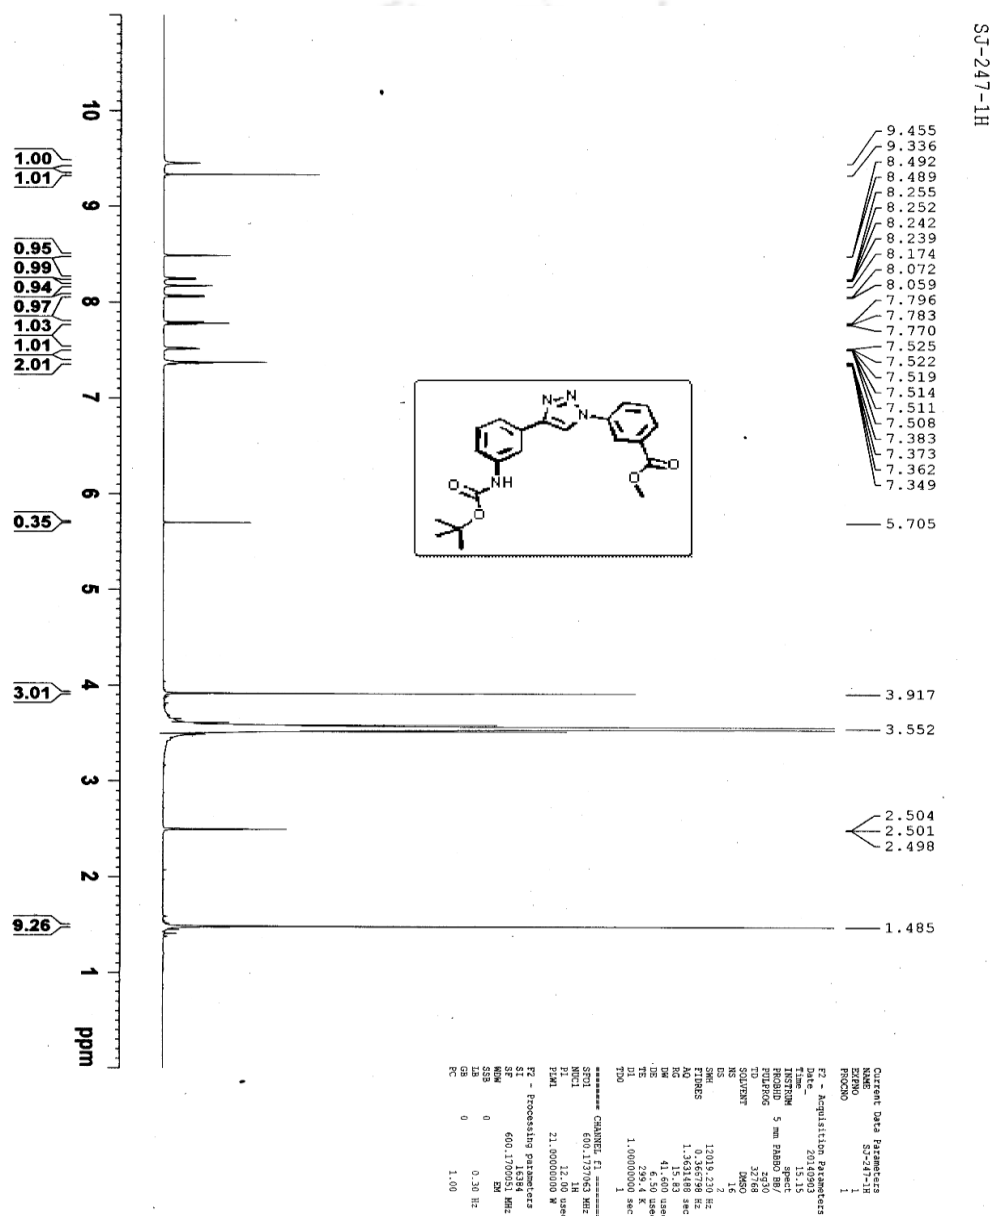 SJ-247-1H
9.455
9.336
8.492
8.489
8.255
8.252
8.242
8.239
8.174
8.072
8.059
7.796
7.783
7.770
7.525
7.522
7.519
7.514
7.511
7.508
7.383
7.373
7.362
7.349
5.705
3.917
3.552
2.504
2.501
2.498
1.485
10
9
8
7
6
5
4
3
2
1
ppm
1.00
1.01
0.95
0.99
0.94
0.97
1.03
1.01
2.01
0.35
3.01
9.26
N N
N
O
O
NH
O
O
Current Data Parameters
NAME SJ-247-1H
EXPNO 1
PROCNO 1
F2 - Acquisition Parameters
Date_ 20140903
Time 15.15
INSTRUM spect
PROBHD 5 mm PABBO BB/
PULPROG zg30
TD 32768
SOLVENT DMSO
NS 16
DS 2
SWH 12019.230 Hz
FIDRES 0.366798 Hz
AQ 1.3631488 sec
RG 15.83
DW 41.600 usec
DE 6.50 usec
TE 299.4 K
D1 1.00000000 sec
TD0 1
======== CHANNEL f1 ========
SFO1 600.1737063 MHz
NUC1 1H
P1 12.00 usec
PLW1 21.00000000 W
F2 - Processing parameters
SI 16384
SF 600.1700051 MHz
WDW EM
SSB 0
LB 0.30 Hz
GB 0
PC 1.00